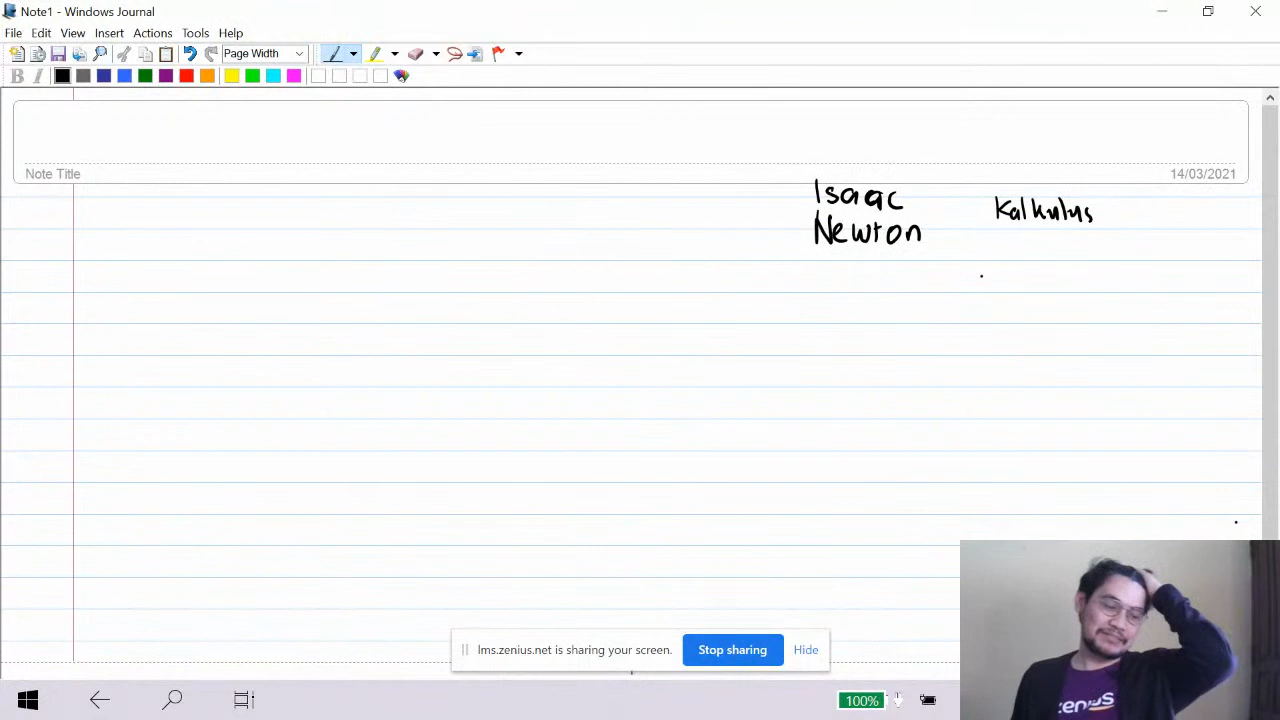 Note1 - Windows Journal
File Edit View Insert Actions Tools Help
Page Width
B I
Note Title
14/03/2021
Isaac
Newton
Kalkulus
lms.zenius.net is sharing your screen.
Stop sharing
Hide
100%
zenius